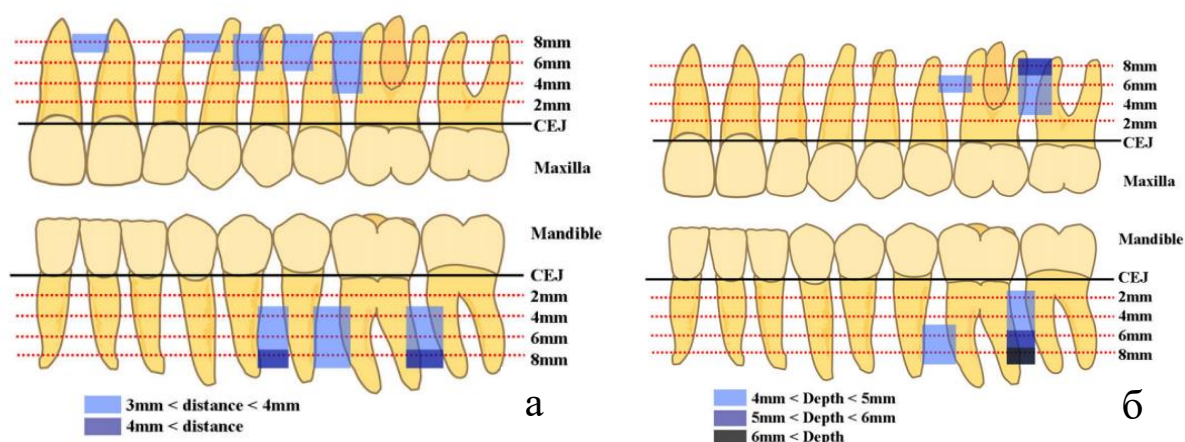 8mm
6mm
4mm
2mm
CEJ
Maxilla
Mandible
CEJ
2mm
4mm
6mm
8mm
3mm < distance < 4mm
4mm < distance
а
8mm
6mm
4mm
2mm
CEJ
Maxilla
Mandible
CEJ
2mm
4mm
6mm
8mm
4mm < Depth < 5mm
5mm < Depth < 6mm
6mm < Depth
б